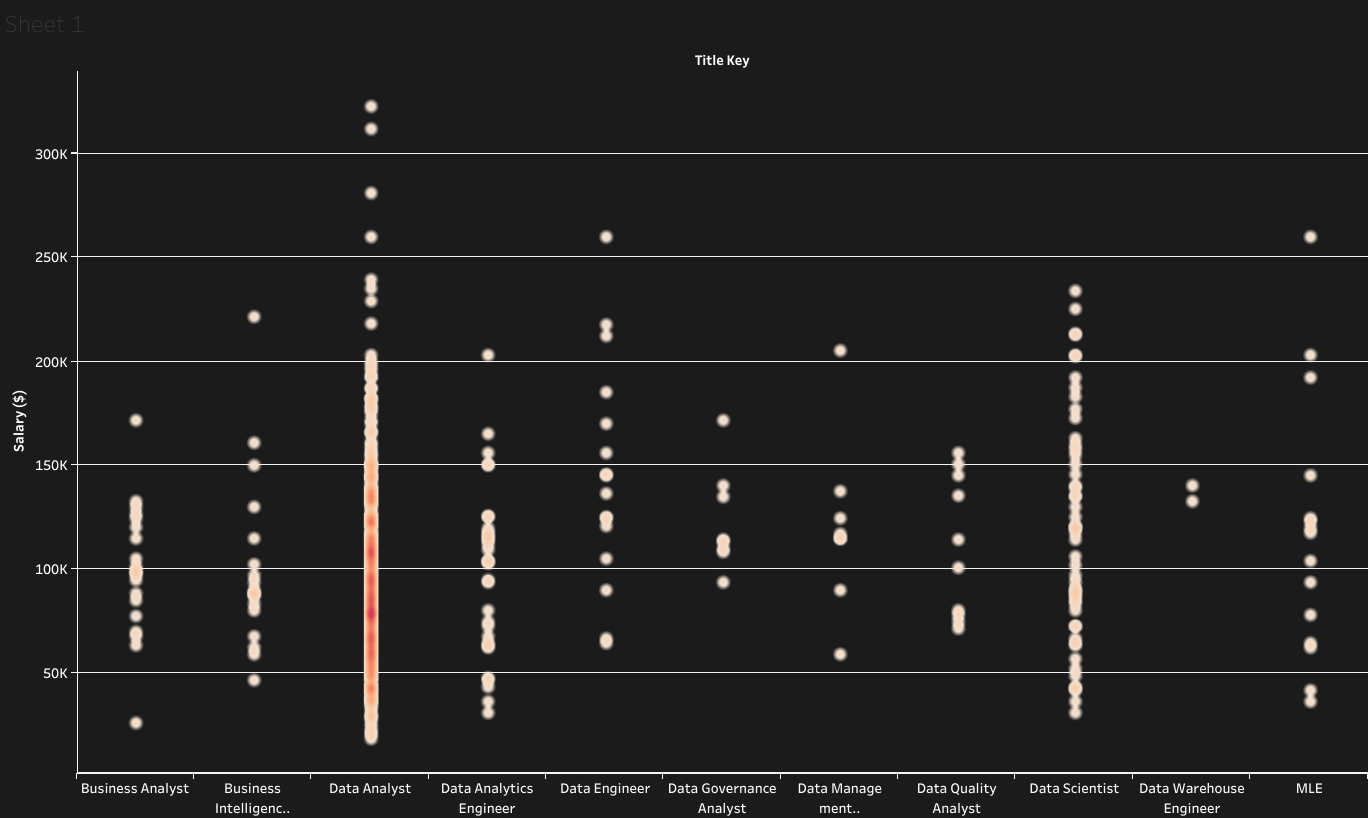 Sheet 1
Title Key
300K
250K
200K
150K
100K
50K
Salary ($)
Business Analyst
Business
Intelligenc..
Data Analyst
Data Analytics
Engineer
Data Engineer
Data Governance
Analyst
Data Manage
ment..
Data Quality
Analyst
Data Scientist
Data Warehouse
Engineer
MLE